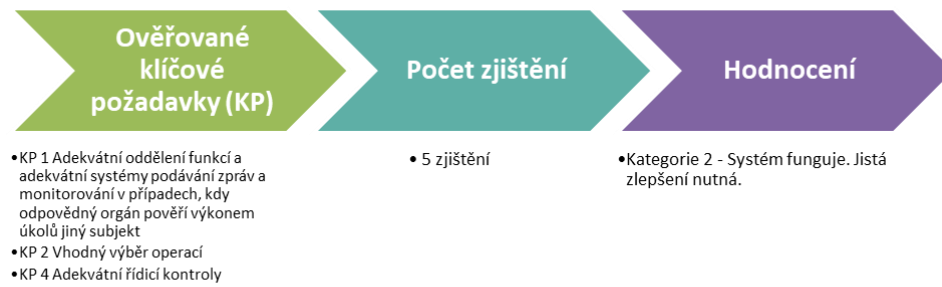 Ověřované
klíčové
požadavky (KP)
•KP 1 Adekvátní oddělení funkcí a
adekvátní systémy podávání zpráv a
monitorování v případech, kdy
odpovědný orgán pověří výkonem
úkolů jiný subjekt
•KP 2 Vhodný výběr operací
•KP 4 Adekvátní řídicí kontroly
Počet zjištění
• 5 zjištění
Hodnocení
•Kategorie 2 - Systém funguje. Jistá
zlepšení nutná.